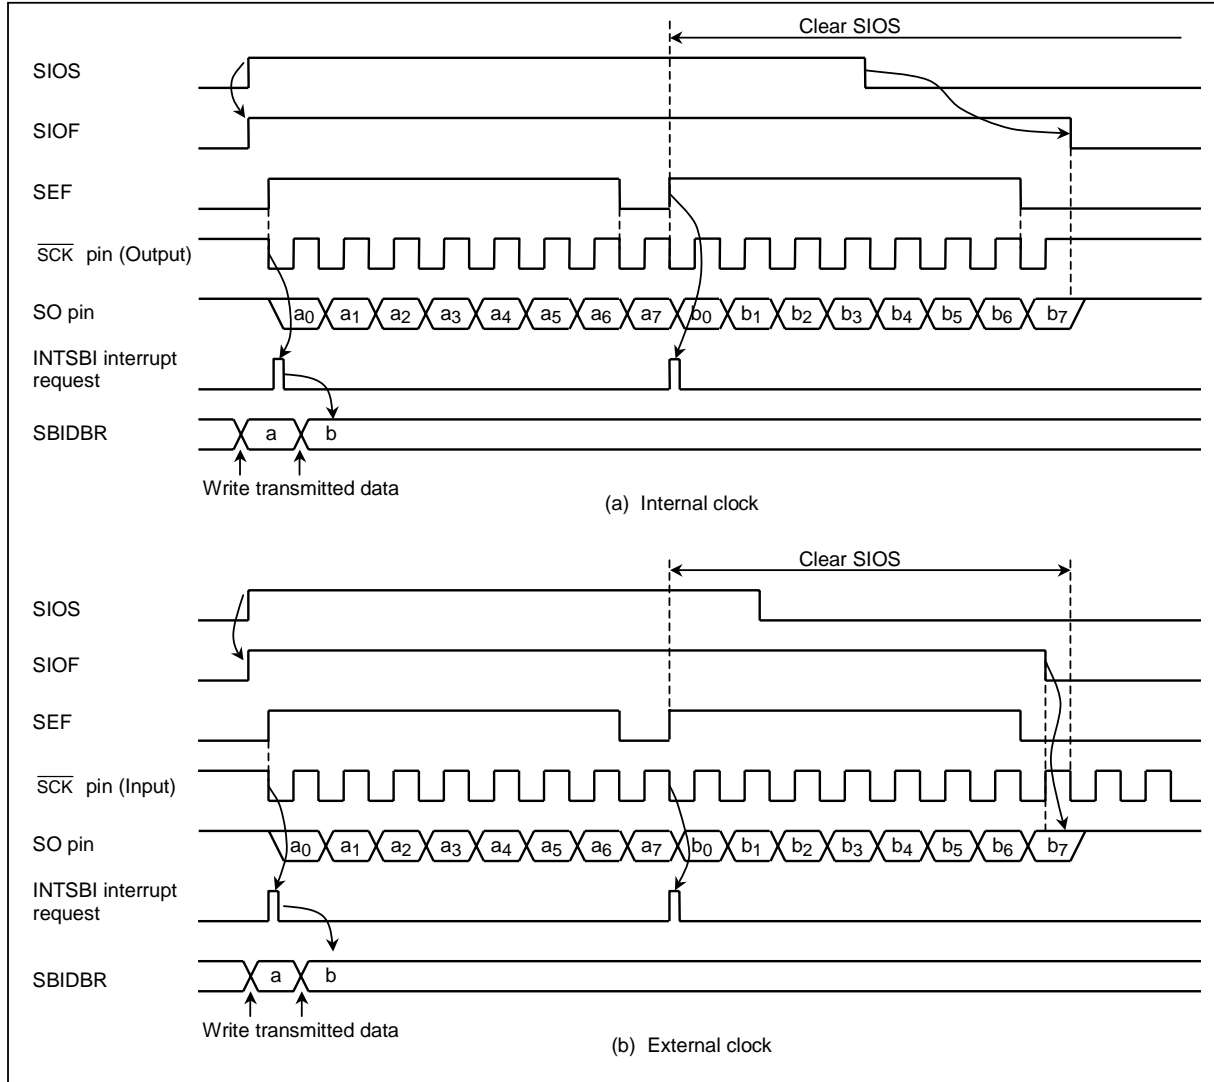 Clear SIOS
SIOS
SIOF
SEF
SCK pin (Output)
SO pin a0 a1 a2 a3 a4 a5 a6 a7 b0 b1 b2 b3 b4 b5 b6 b7
INTSBI interrupt
request
SBIDBR a b
Write transmitted data
(a) Internal clock
Clear SIOS
SIOS
SIOF
SEF
SCK pin (Input)
SO pin a0 a1 a2 a3 a4 a5 a6 a7 b0 b1 b2 b3 b4 b5 b6 b7
INTSBI interrupt
request
SBIDBR a b
Write transmitted data
(b) External clock